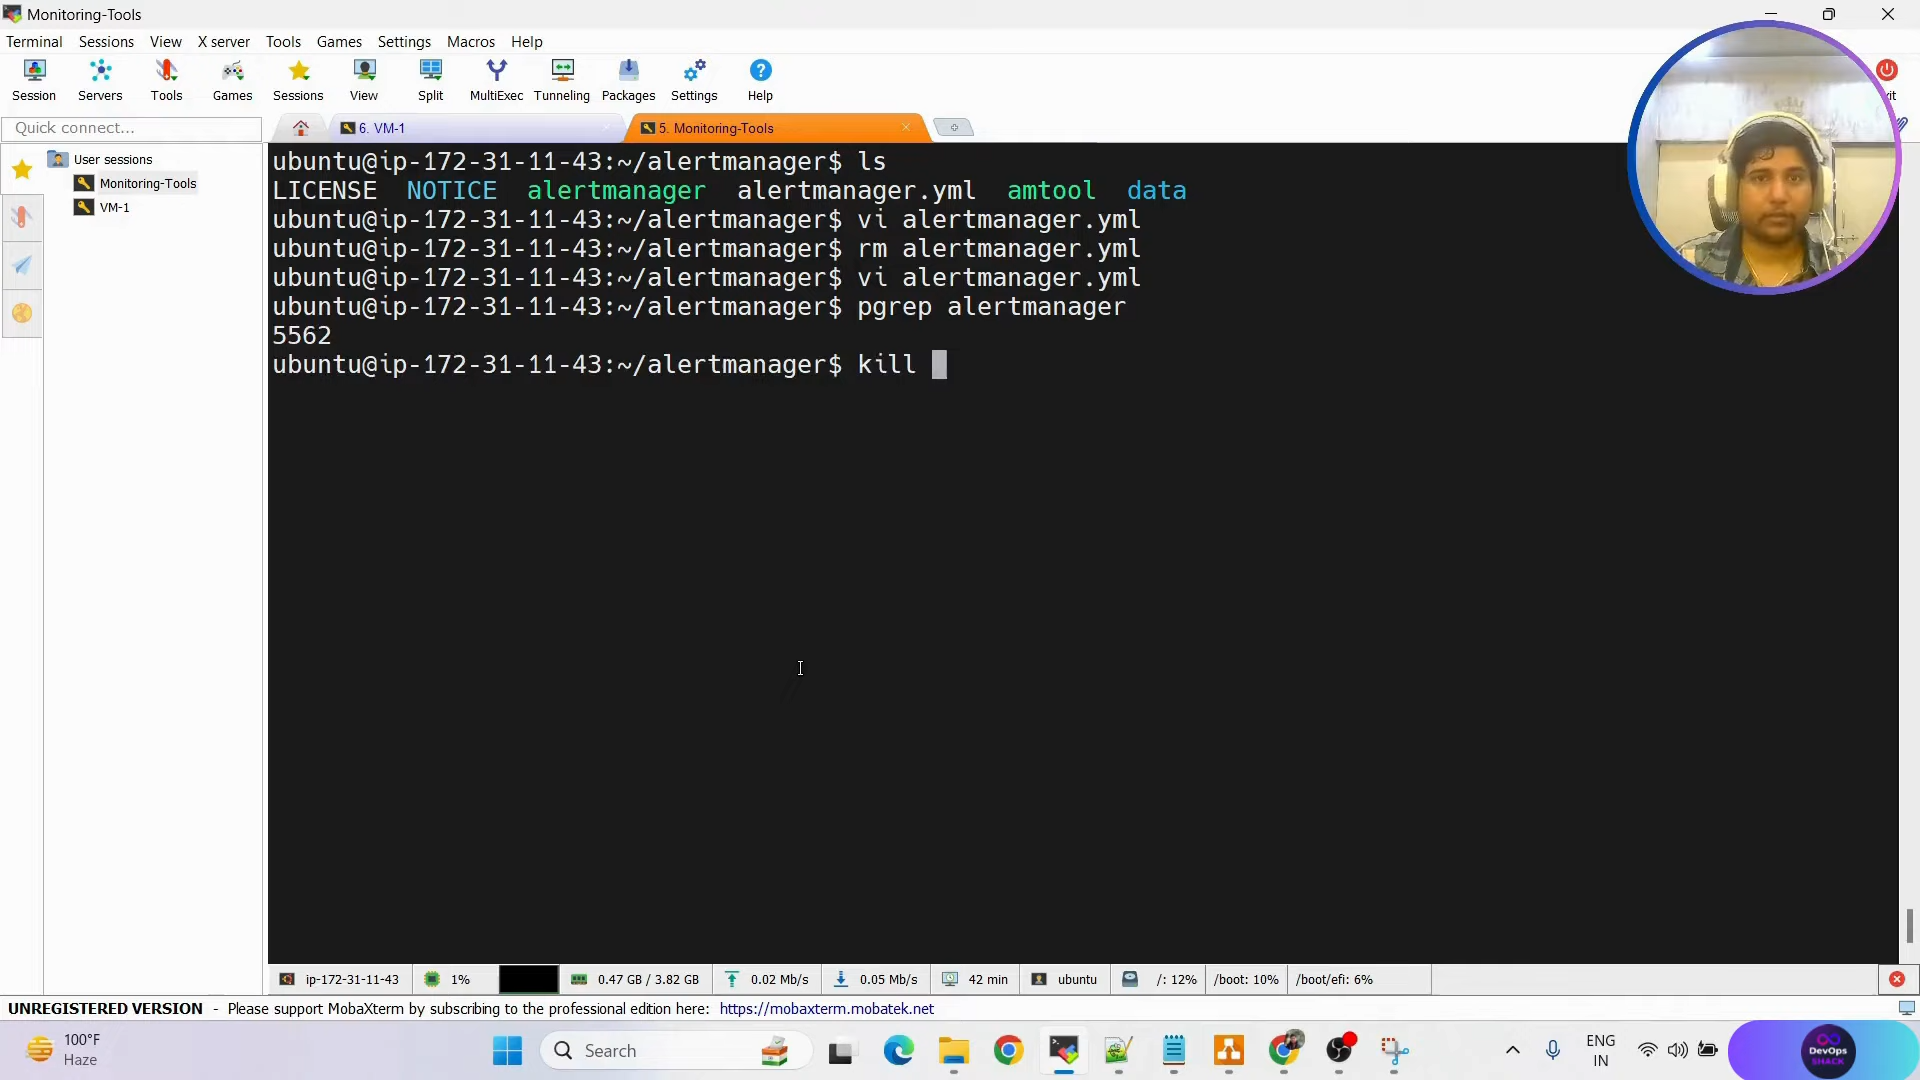 Monitoring-Tools
Terminal Sessions View X server Tools Games Settings Macros Help
Session Servers Tools Games Sessions View Split MultiExec Tunneling Packages Settings Help
Quick connect...
6. VM-1
5. Monitoring-Tools
User sessions
Monitoring-Tools
VM-1
ubuntu@ip-172-31-11-43:~/alertmanager$ ls
LICENSE NOTICE alertmanager alertmanager.yml amtool data
ubuntu@ip-172-31-11-43:~/alertmanager$ vi alertmanager.yml
ubuntu@ip-172-31-11-43:~/alertmanager$ rm alertmanager.yml
ubuntu@ip-172-31-11-43:~/alertmanager$ vi alertmanager.yml
ubuntu@ip-172-31-11-43:~/alertmanager$ pgrep alertmanager
5562
ubuntu@ip-172-31-11-43:~/alertmanager$ kill
ip-172-31-11-43 1% 0.47 GB / 3.82 GB 0.02 Mb/s 0.05 Mb/s 42 min ubuntu /: 12% /boot: 10% /boot/efi: 6%
UNREGISTERED VERSION - Please support MobaXterm by subscribing to the professional edition here: https://mobaxterm.mobatek.net
100°F
Haze
Search
ENG
IN
DevOps
SHACK